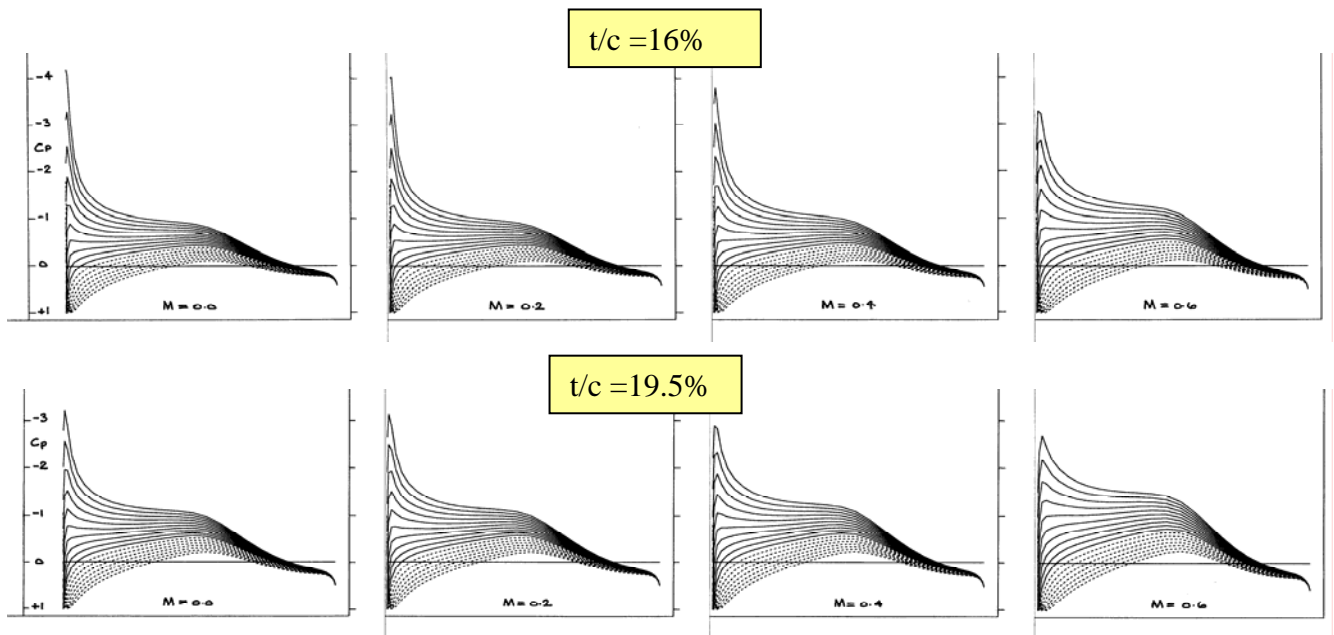 t/c =16%
-4
-3
Cp
-2
-1
0
+1
M = 0.0
M = 0.2
M = 0.4
M = 0.6
t/c =19.5%
-3
Cp
-2
-1
0
+1
M = 0.0
M = 0.2
M = 0.4
M = 0.6